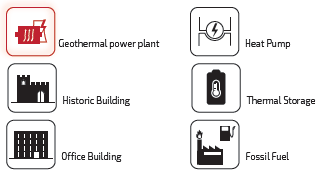 Geothermal power plant
Heat Pump
Historic Building
Thermal Storage
Office Building
Fossil Fuel